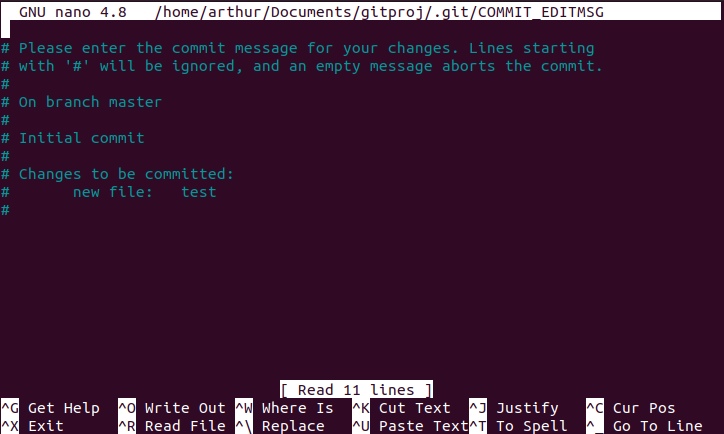 GNU nano 4.8   /home/arthur/Documents/gitproj/.git/COMMIT_EDITMSG
# Please enter the commit message for your changes. Lines starting
# with '#' will be ignored, and an empty message aborts the commit.
#
# On branch master
#
# Initial commit
#
# Changes to be committed:
#       new file:   test
#
[ Read 11 lines ]
^G Get Help  ^O Write Out ^W Where Is  ^K Cut Text  ^J Justify   ^C Cur Pos
^X Exit      ^R Read File ^\ Replace   ^U Paste Text^T To Spell  ^_ Go To Line